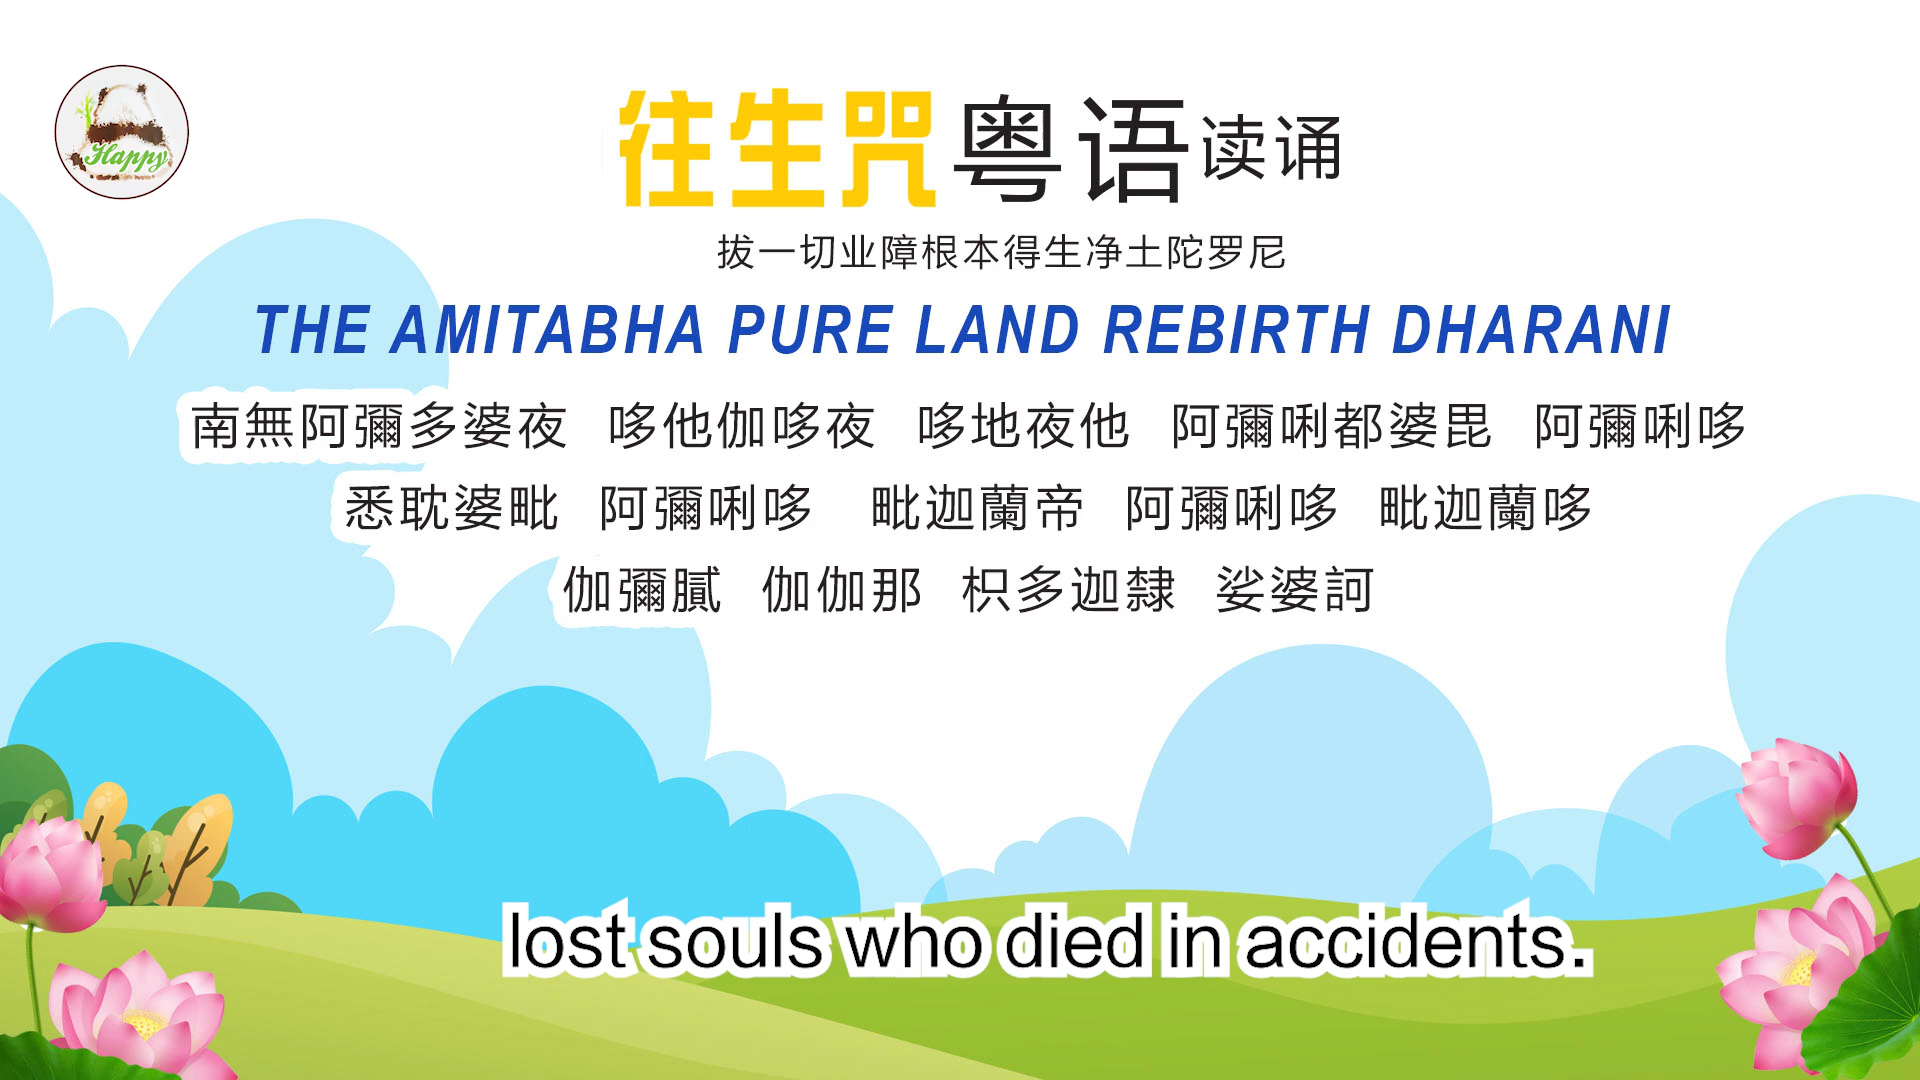 Happy
往生咒粤语读诵
拔一切业障根本得生净土陀罗尼
THE AMITABHA PURE LAND REBIRTH DHARANI
南無阿彌多婆夜 哆他伽哆夜 哆地夜他 阿彌唎都婆毘 阿彌唎哆
悉耽婆毗 阿彌唎哆 毗迦蘭帝 阿彌唎哆 毗迦蘭哆
伽彌膩 伽伽那 枳多迦隸 娑婆訶
lost souls who died in accidents.